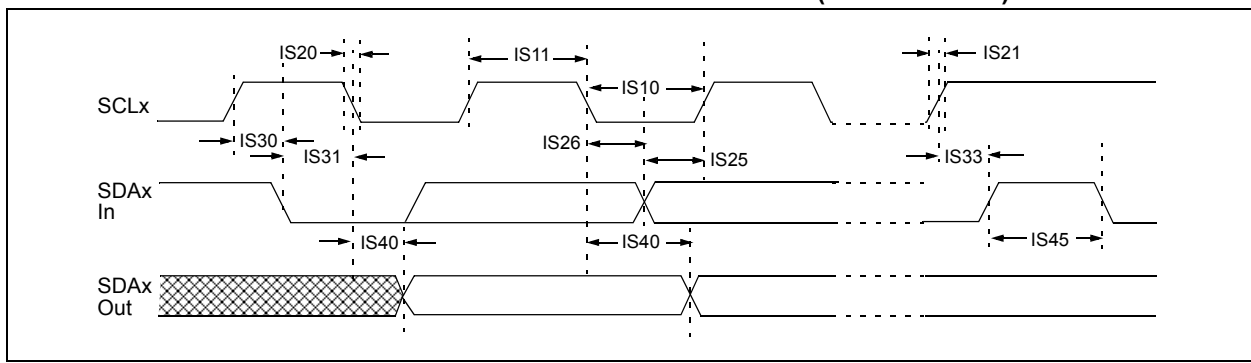 IS20
IS11
IS21
IS10
SCLx
IS30
IS31
IS26
IS25
IS33
SDAx
In
IS40
IS40
IS45
SDAx
Out